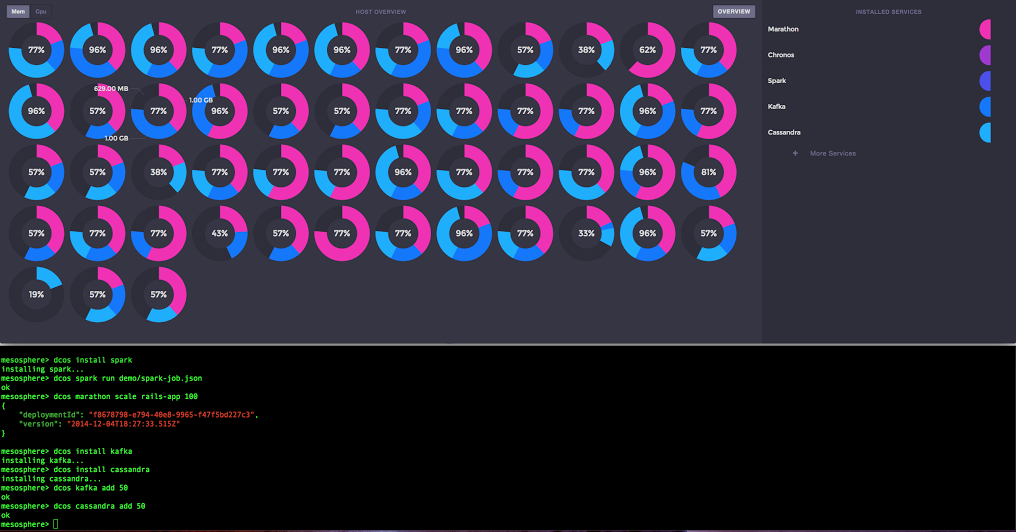 Mem Cpu HOST OVERVIEW OVERVIEW INSTALLED SERVICES
77% 96% 96% 77% 96% 96% 77% 96% 57% 38% 62% 77%
Marathon
Chronos
Spark
Kafka
Cassandra
+ More Services
629.00 MB
1.00 GB
96% 57% 77% 96% 57% 57% 77% 77% 77% 77% 96% 77%
1.00 GB
57% 57% 38% 77% 77% 77% 96% 77% 77% 77% 96% 81%
57% 77% 77% 43% 57% 77% 77% 96% 77% 33% 96% 57%
19% 57% 57%
mesosphere> dcos install spark
installing spark...
mesosphere> dcos spark run demo/spark-job.json
ok
mesosphere> dcos marathon scale rails-app 100
{
"deploymentId": "f8678798-e794-40e8-9965-f47f5bd227c3",
"version": "2014-12-04T18:27:33.515Z"
}
mesosphere> dcos install kafka
installing kafka...
mesosphere> dcos install cassandra
installing cassandra...
mesosphere> dcos kafka add 50
ok
mesosphere> dcos cassandra add 50
ok
mesosphere>